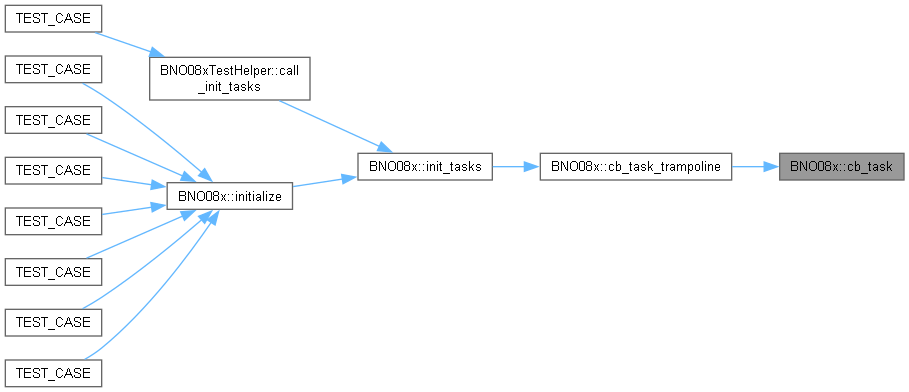 TEST_CASE
TEST_CASE
BNO08xTestHelper::call
_init_tasks
TEST_CASE
TEST_CASE
BNO08x::init_tasks
BNO08x::cb_task_trampoline
BNO08x::cb_task
BNO08x::initialize
TEST_CASE
TEST_CASE
TEST_CASE
TEST_CASE